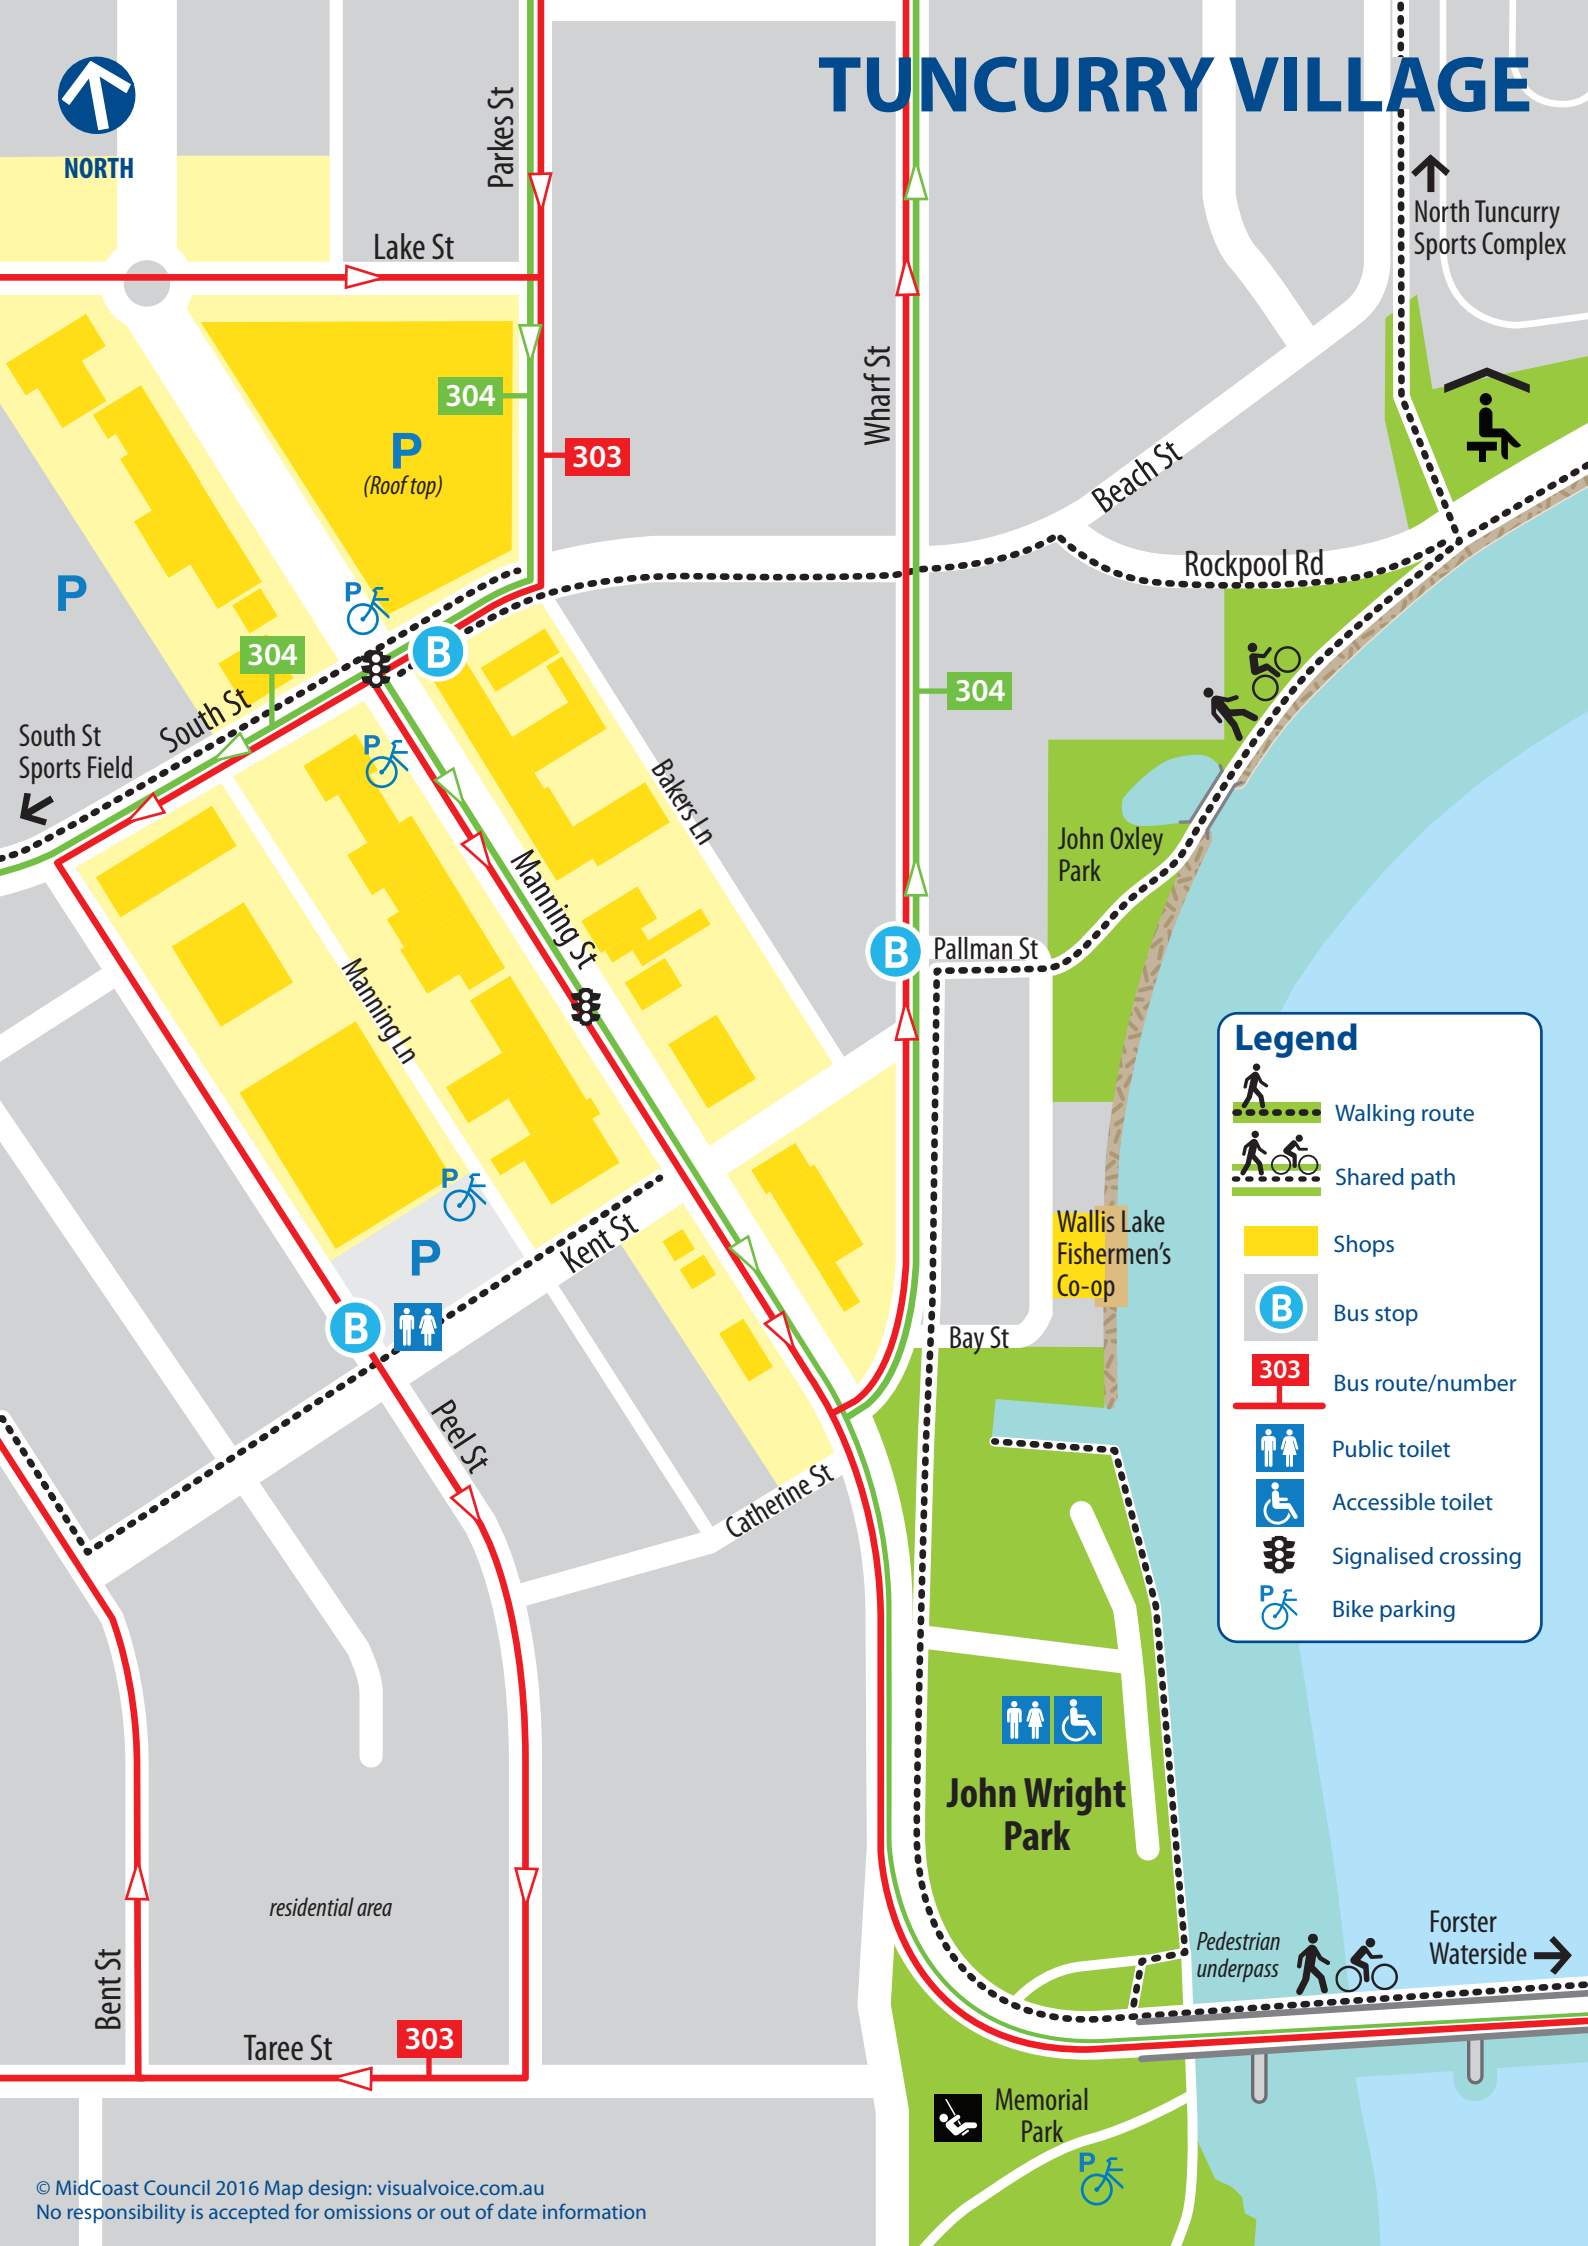 TUNCURRY VILLAGE
NORTH
Parkes St
Lake St
North Tuncurry
Sports Complex
304
303
Wharf St
P
(Roof top)
Beach St
Rockpool Rd
P
P
B
304
South St
South St
Sports Field
P
304
Bakers Ln
John Oxley
Park
Manning St
B
Pallman St
Manning Ln
Legend
Walking route
Shared path
Shops
B
Bus stop
303
Bus route/number
Public toilet
Accessible toilet
Signalised crossing
P
Bike parking
P
P
Kent St
Wallis Lake
Fishermen's
Co-op
B
Bay St
Peel St
Catherine St
John Wright
Park
residential area
Pedestrian
underpass
Forster
Waterside
Bent St
Taree St
303
Memorial
Park
P
© MidCoast Council 2016 Map design: visualvoice.com.au
No responsibility is accepted for omissions or out of date information